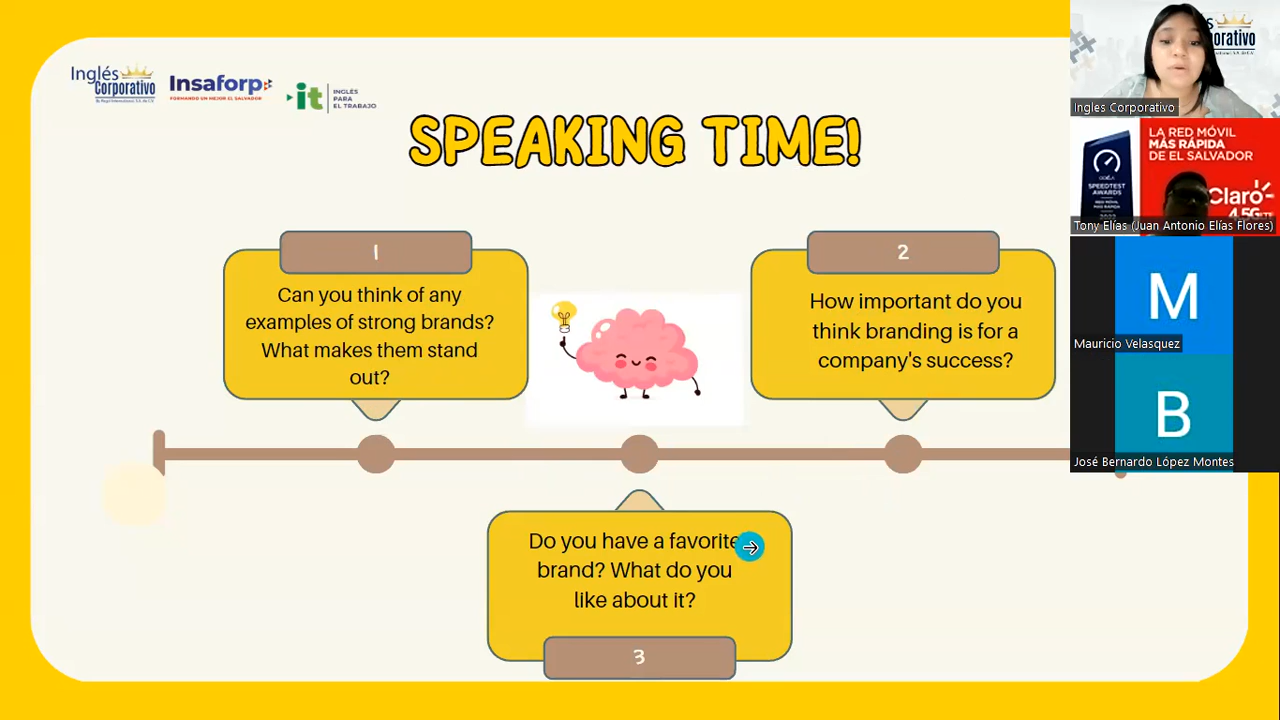 Inglés
Corporativo
Insaforp
FORMANDO UN MEJOR EL SALVADOR
it
INGLÉS
PARA
EL TRABAJO
SPEAKING TIME!
1
Can you think of any
examples of strong brands?
What makes them stand
out?
2
How important do you
think branding is for a
company's success?
Do you have a favorite
brand? What do you
like about it?
3
orativo
Ingles Corporativo
LA RED MÓVIL
MÁS RÁPIDA
DE EL SALVADOR
SPEEDTEST
AWARDS
Claro
4.5G
Tony Elías (Juan Antonio Elías Flores)
M
Mauricio Velasquez
B
José Bernardo López Montes